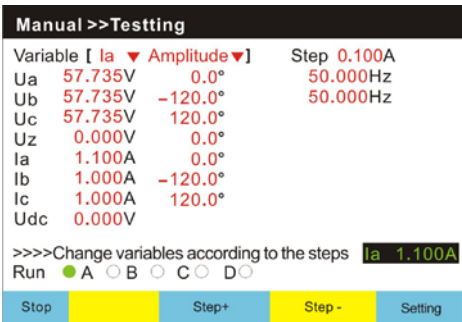 Manual >>Testting
Variable [ Ia ▼ Amplitude▼] Step 0.100A
Ua 57.735V 0.0° 50.000Hz
Ub 57.735V −120.0° 50.000Hz
Uc 57.735V 120.0°
Uz 0.000V 0.0°
Ia 1.100A 0.0°
Ib 1.000A −120.0°
Ic 1.000A 120.0°
Udc 0.000V
>>>>Change variables according to the steps Ia 1.100A
Run A B C D
Stop Step+ Step - Setting